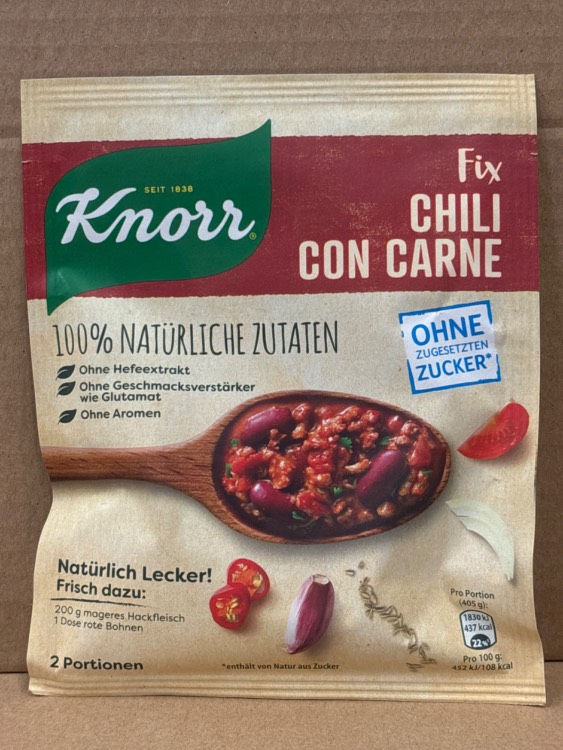 SEIT 1838
Knorr®
Fix
CHILI
CON CARNE
100% NATÜRLICHE ZUTATEN
Ohne Hefeextrakt
Ohne Geschmacksverstärker
wie Glutamat
Ohne Aromen
OHNE
ZUGESETZTEN
ZUCKER*
Natürlich Lecker!
Frisch dazu:
200 g mageres Hackfleisch
1 Dose rote Bohnen
2 Portionen
*enthält von Natur aus Zucker
Pro Portion
(405 g):
1830 kJ
437 kcal
22%
Pro 100 g:
452 kJ/108 kcal